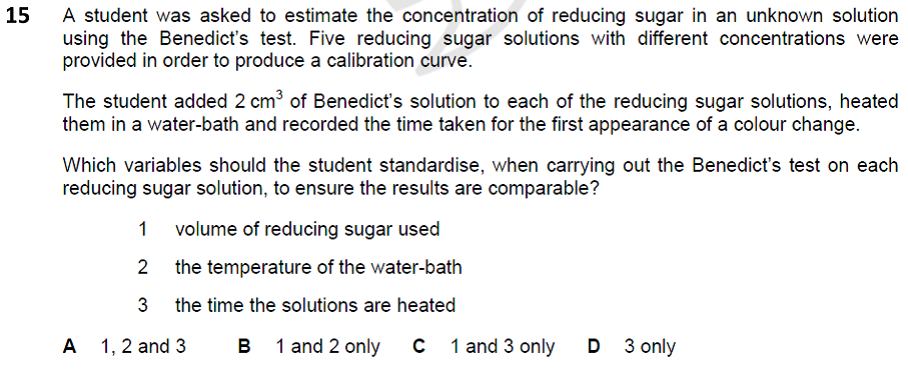 15 A student was asked to estimate the concentration of reducing sugar in an unknown solution
using the Benedict's test. Five reducing sugar solutions with different concentrations were
provided in order to produce a calibration curve.
The student added 2 cm³ of Benedict's solution to each of the reducing sugar solutions, heated
them in a water-bath and recorded the time taken for the first appearance of a colour change.
Which variables should the student standardise, when carrying out the Benedict's test on each
reducing sugar solution, to ensure the results are comparable?
1 volume of reducing sugar used
2 the temperature of the water-bath
3 the time the solutions are heated
A 1, 2 and 3 B 1 and 2 only C 1 and 3 only D 3 only